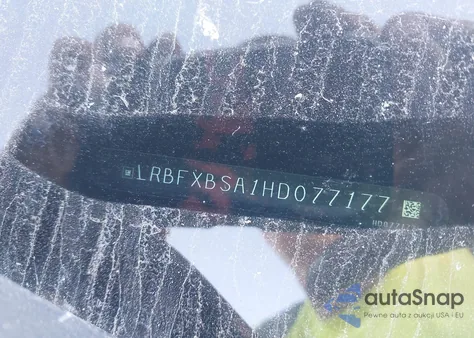 LRBFXBSA1HD077177
autaSnap
Pewne auta z aukcji USA i EU